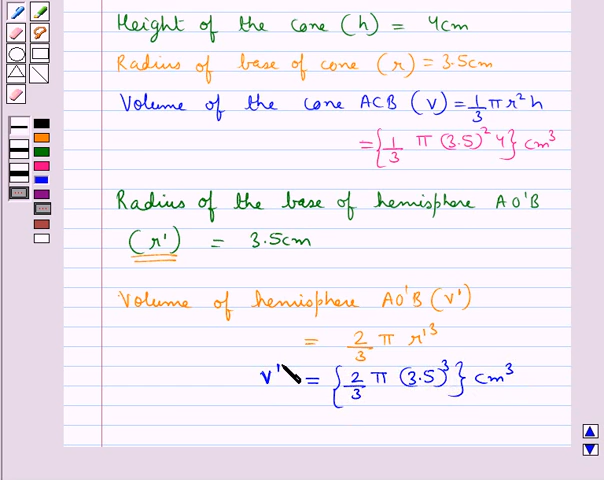 Height of the cone (h) = 4cm
Radius of base of cone (r) = 3.5cm
Volume of the cone ACB (V) = 1/3 π r² h
= {1/3 π (3.5)² 4} cm³
Radius of the base of hemisphere AO'B
(r') = 3.5cm
Volume of hemisphere AO'B (V')
= 2/3 π r'³
V' = {2/3 π (3.5)³} cm³